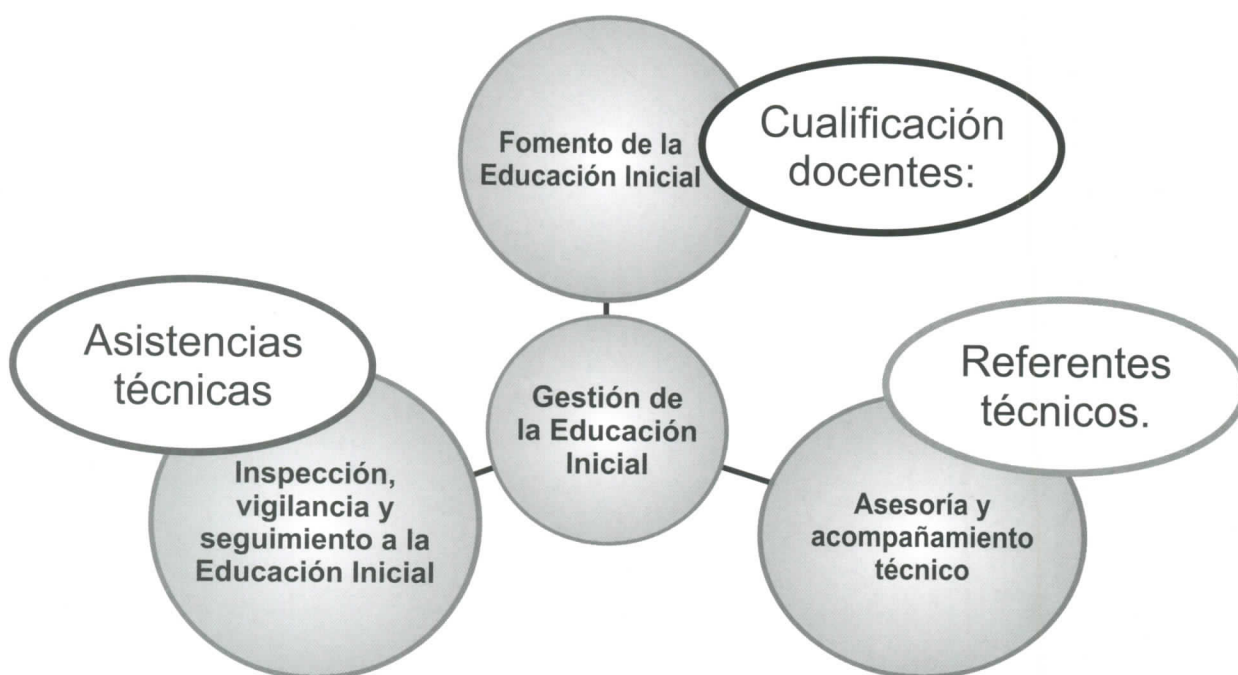 Fomento de la
Educación Inicial
Cualificación
docentes:
Asistencias
técnicas
Referentes
técnicos.
Gestión de
la Educación
Inicial
Inspección,
vigilancia y
seguimiento a la
Educación Inicial
Asesoría y
acompañamiento
técnico